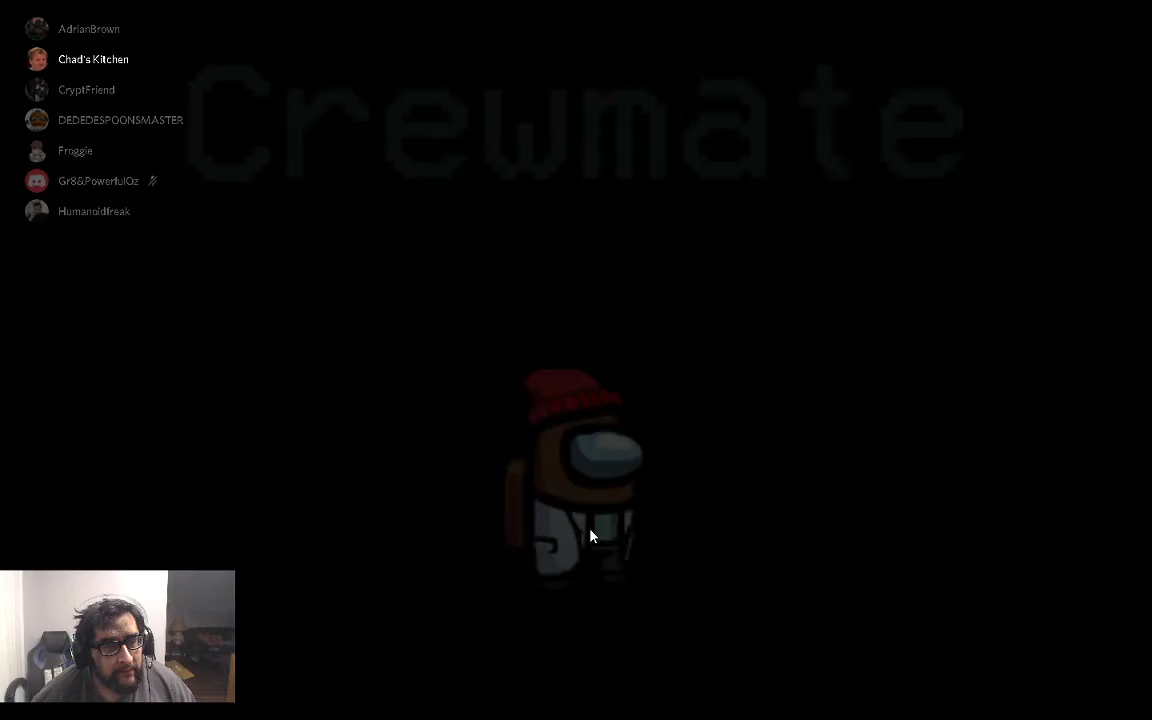 AdrianBrown
Chad's Kitchen
CryptFriend
DEDEDESPOONSMASTER
Froggie
Gr8&PowerfulOz
Humanoidfreak
Crewmate